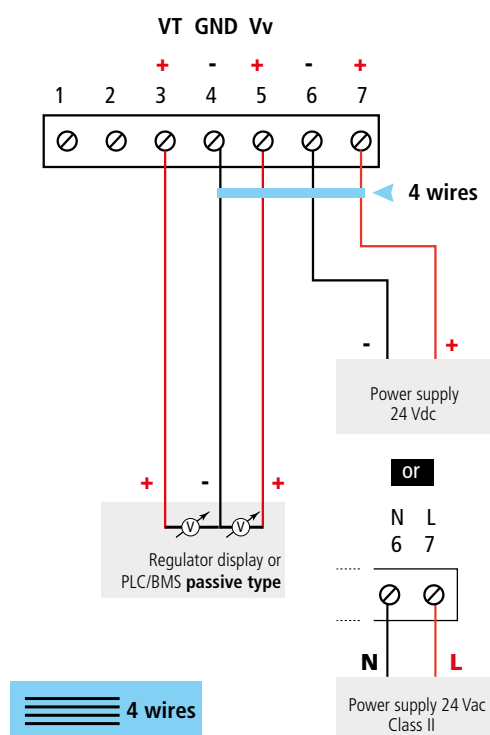 VT GND Vv
+ - + - +
1 2 3 4 5 6 7
4 wires
- +
Power supply
24 Vdc
or
+ - +
V V
Regulator display or
PLC/BMS passive type
N L
6 7
N L
Power supply 24 Vac
Class II
4 wires